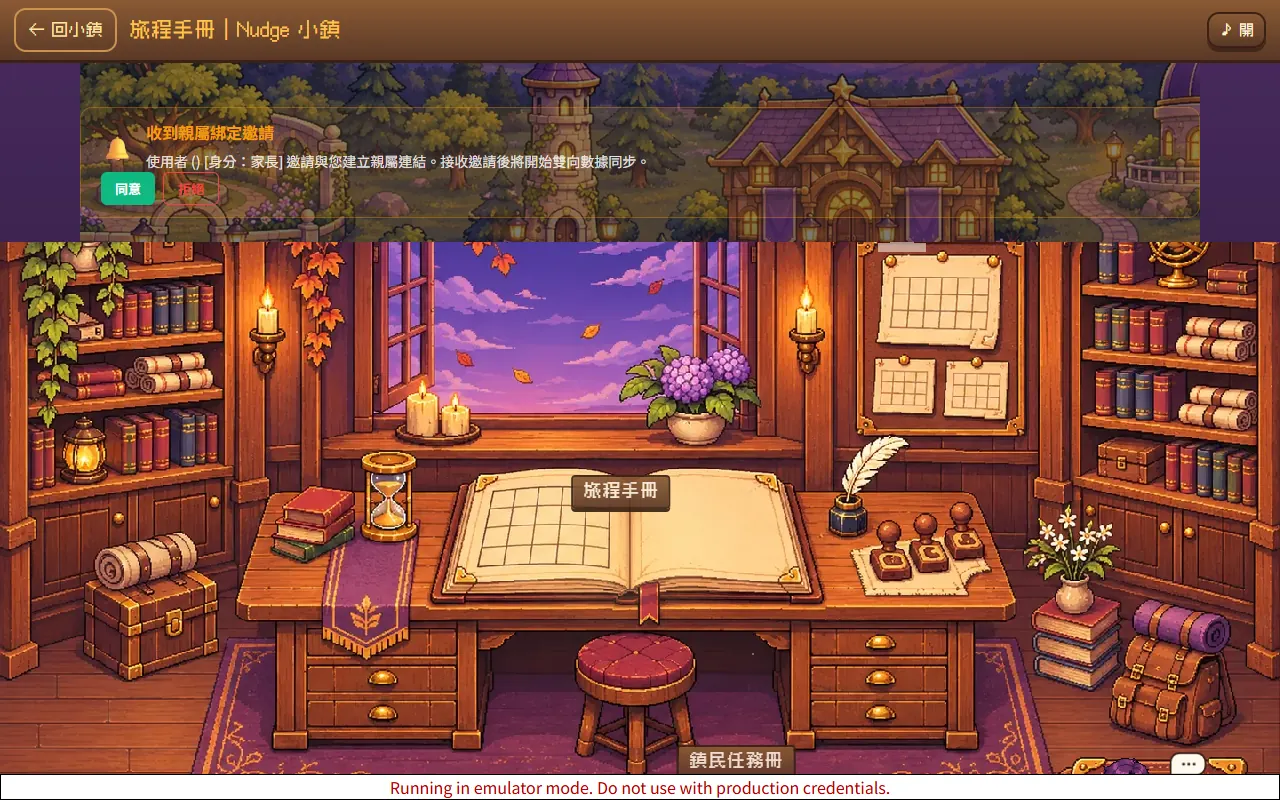 ← 回小鎮
旅程手冊 | Nudge 小鎮
♪ 開
收到親屬綁定邀請
使用者 () [身分：家長] 邀請與您建立親屬連結。接收邀請後將開始雙向數據同步。
同意
拒絕
旅程手冊
鎮民任務冊
...
Running in emulator mode. Do not use with production credentials.